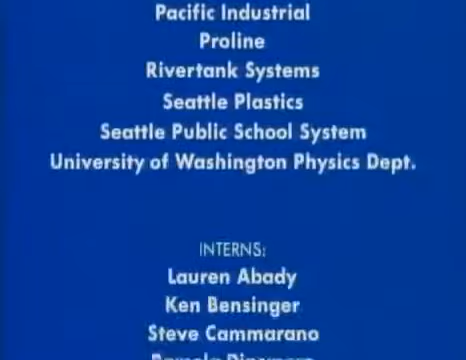 Pacific Industrial
Proline
Rivertank Systems
Seattle Plastics
Seattle Public School System
University of Washington Physics Dept.
INTERNS:
Lauren Abady
Ken Bensinger
Steve Cammarano
Pamela